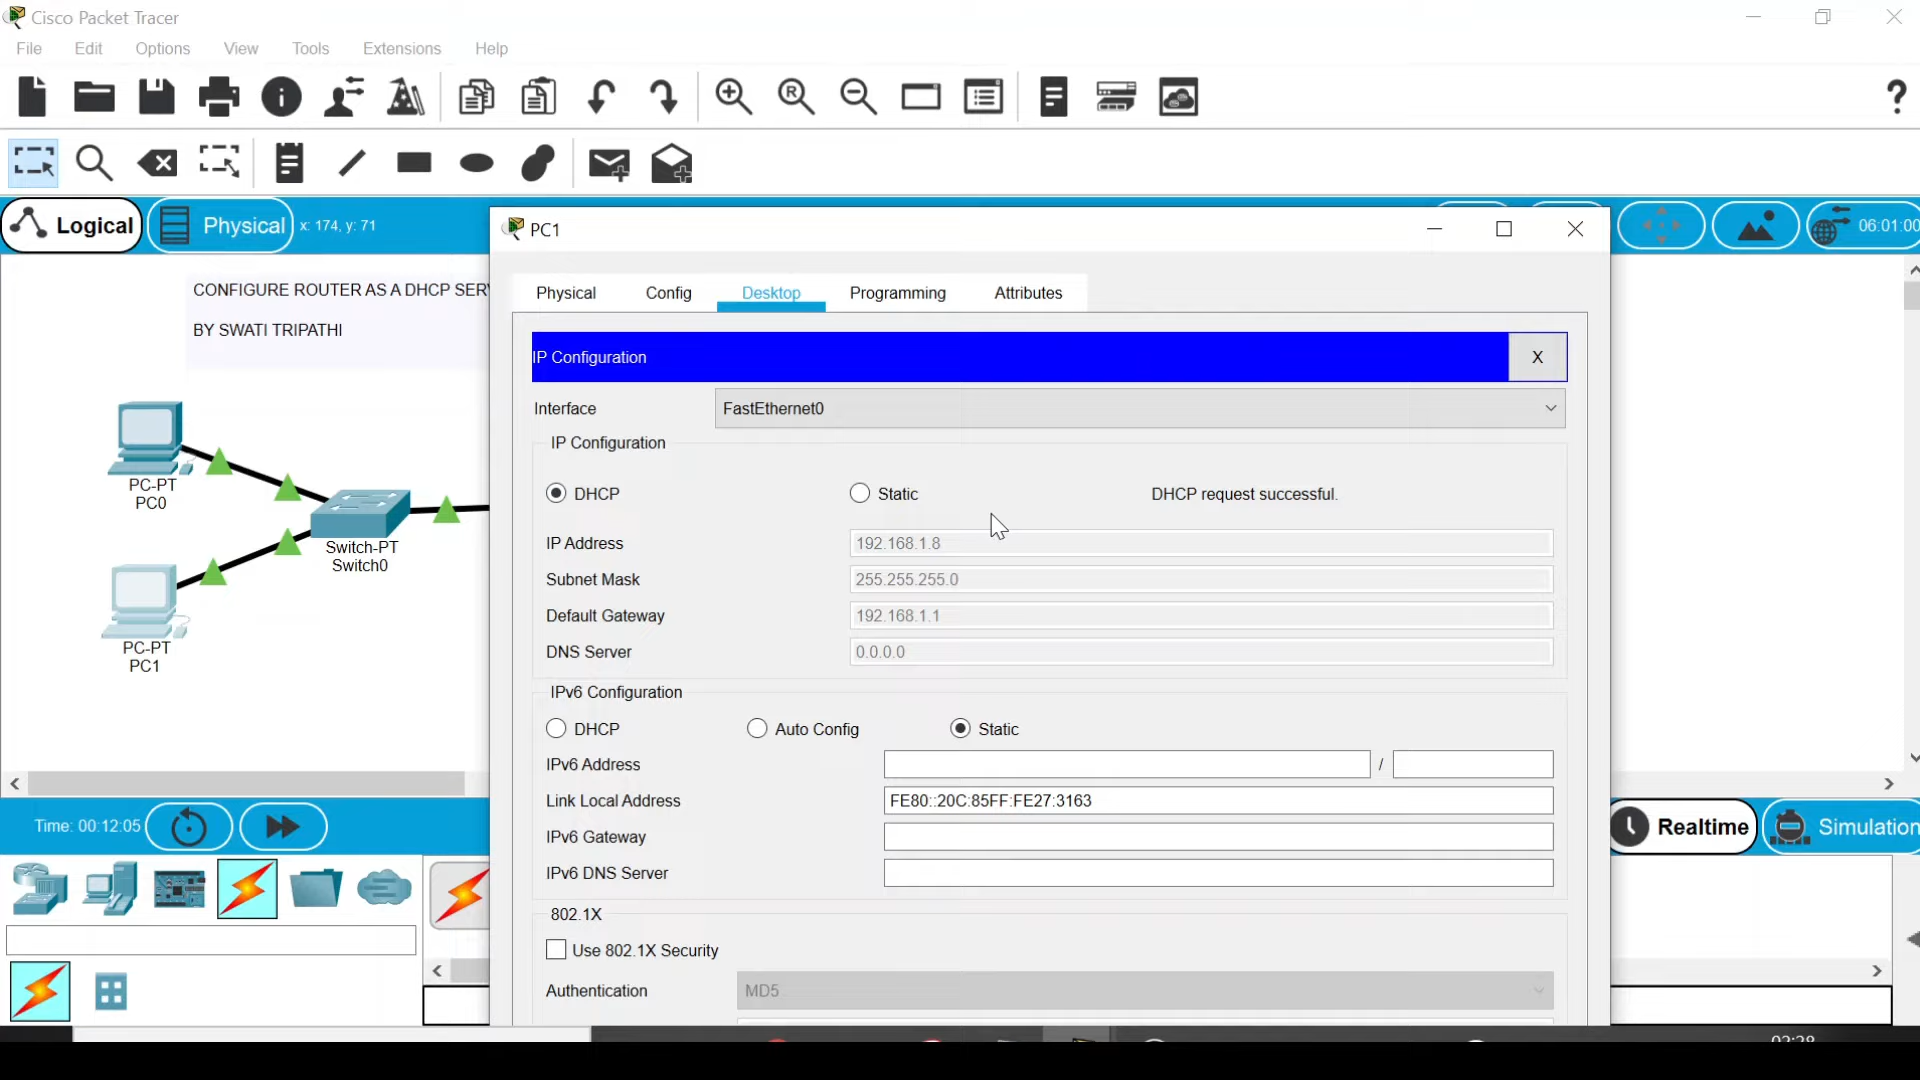 Cisco Packet Tracer
File Edit Options View Tools Extensions Help
Logical Physical x: 174, y: 71
06:01:00
CONFIGURE ROUTER AS A DHCP SER
BY SWATI TRIPATHI
PC-PT
PC0
Switch-PT
Switch0
PC-PT
PC1
PC1
Physical Config Desktop Programming Attributes
IP Configuration X
Interface FastEthernet0
IP Configuration
DHCP Static DHCP request successful.
IP Address 192.168.1.8
Subnet Mask 255.255.255.0
Default Gateway 192.168.1.1
DNS Server 0.0.0.0
IPv6 Configuration
DHCP Auto Config Static
IPv6 Address /
Link Local Address FE80::20C:85FF:FE27:3163
IPv6 Gateway
IPv6 DNS Server
802.1X
Use 802.1X Security
Authentication MD5
Time: 00:12:05
Realtime Simulation